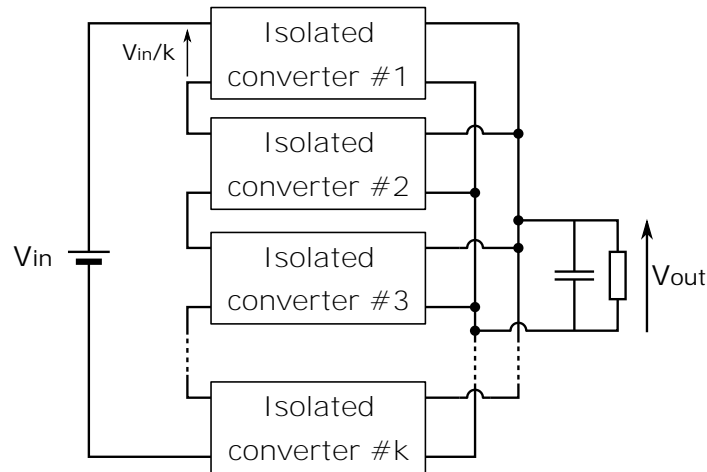 Isolated
converter #1
Vin/k
Isolated
converter #2
Vin
Isolated
converter #3
Vout
Isolated
converter #k